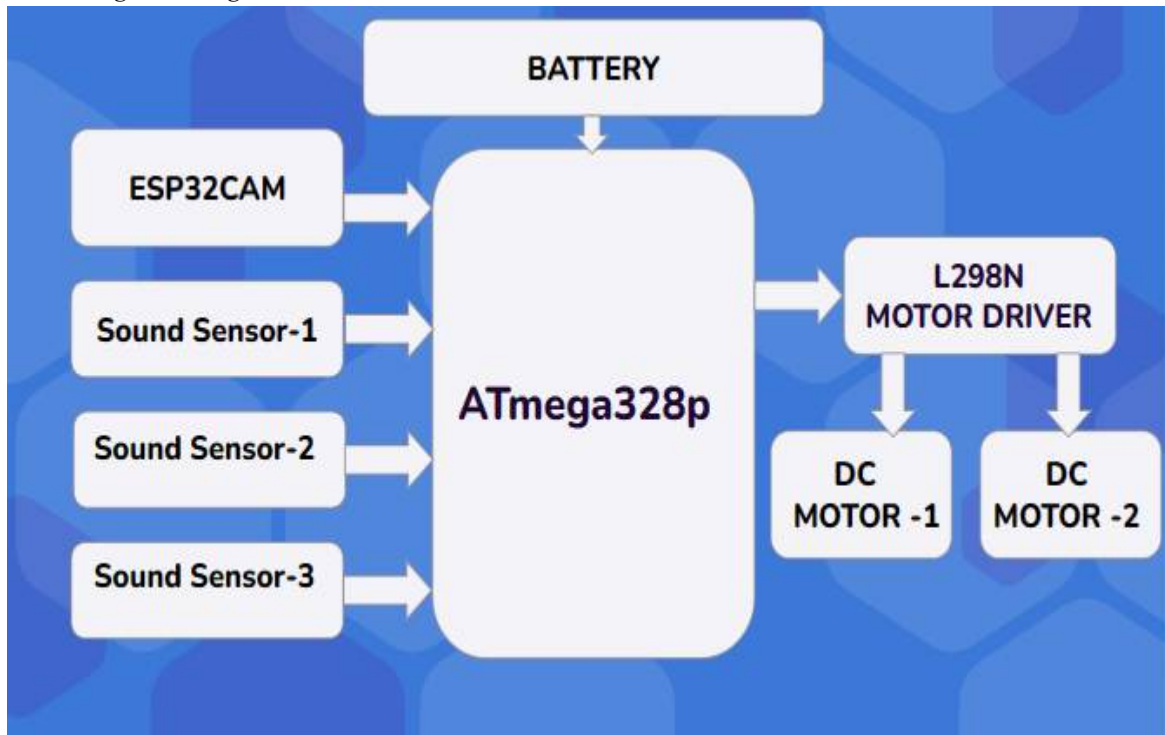 BATTERY
ESP32CAM
Sound Sensor-1
Sound Sensor-2
Sound Sensor-3
ATmega328p
L298N
MOTOR DRIVER
DC
MOTOR -1
DC
MOTOR -2